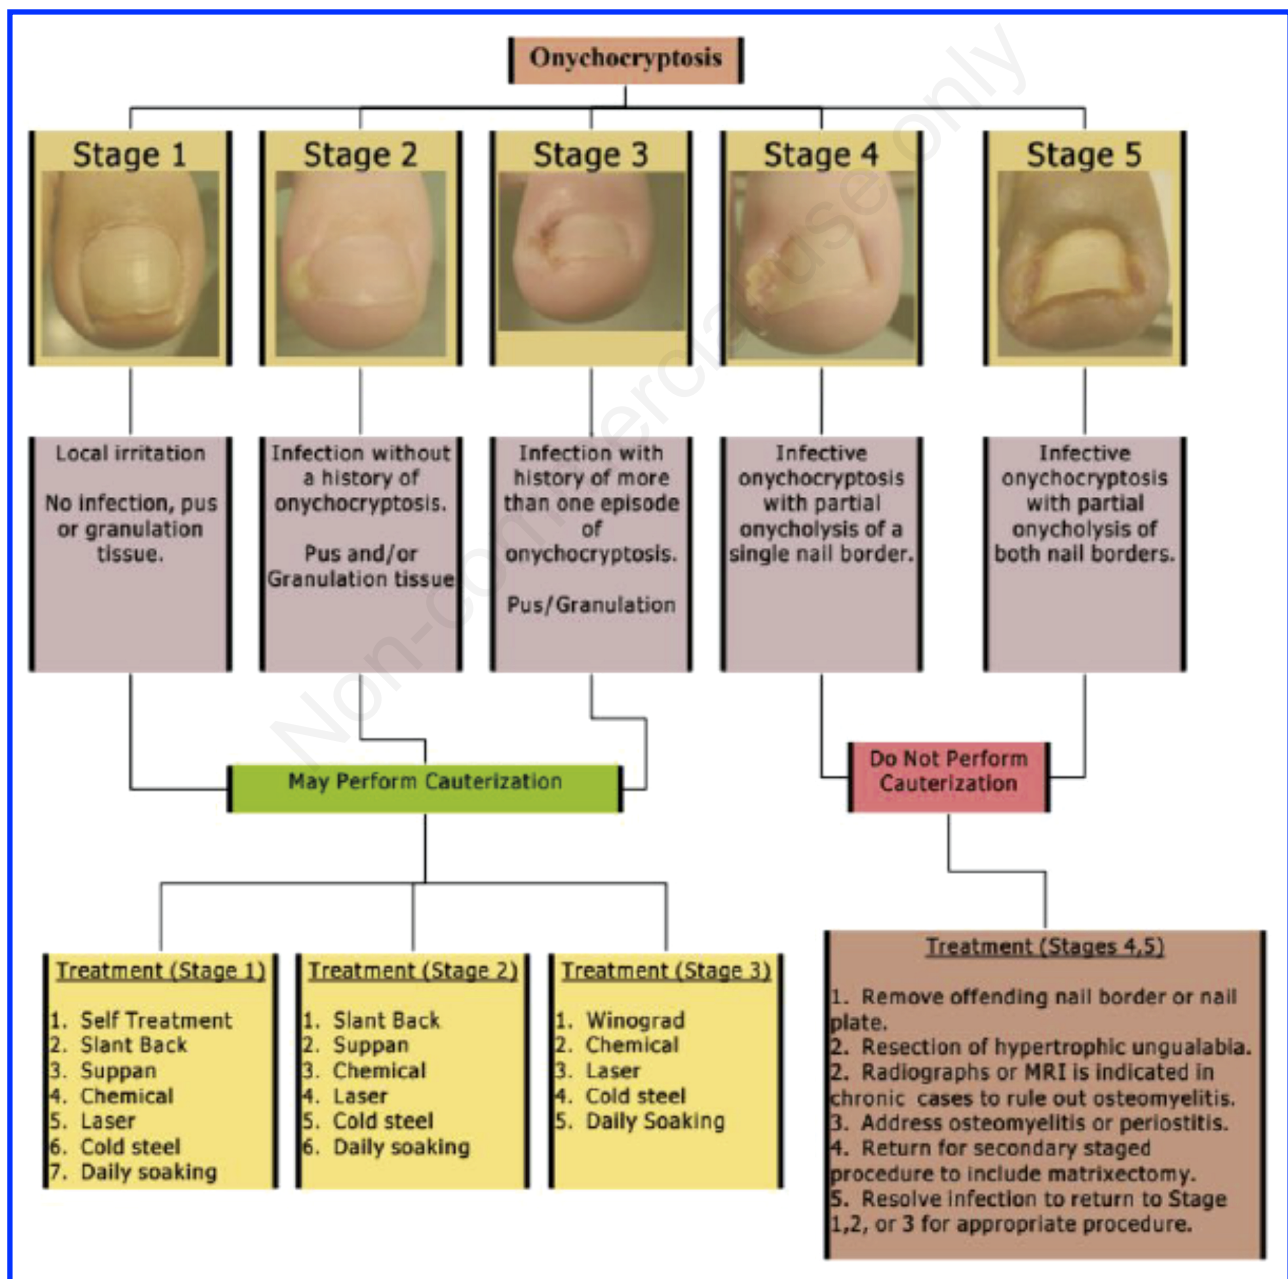 Onychocryptosis
Stage 1
Stage 2
Stage 3
Stage 4
Stage 5
Local irritation
No infection, pus
or granulation
tissue.
Infection without
a history of
onychocryptosis.
Pus and/or
Granulation tissue
Infection with
history of more
than one episode
of
onychocryptosis.
Pus/Granulation
Infective
onychocryptosis
with partial
onycholysis of a
single nail border.
Infective
onychocryptosis
with partial
onycholysis of
both nail borders.
May Perform Cauterization
Do Not Perform
Cauterization
Treatment (Stage 1)
1. Self Treatment
2. Slant Back
3. Suppan
4. Chemical
5. Laser
6. Cold steel
7. Daily soaking
Treatment (Stage 2)
1. Slant Back
2. Suppan
3. Chemical
4. Laser
5. Cold steel
6. Daily soaking
Treatment (Stage 3)
1. Winograd
2. Chemical
3. Laser
4. Cold steel
5. Daily Soaking
Treatment (Stages 4,5)
1. Remove offending nail border or nail
plate.
2. Resection of hypertrophic ungualabia.
2. Radiographs or MRI is indicated in
chronic cases to rule out osteomyelitis.
3. Address osteomyelitis or periostitis.
4. Return for secondary staged
procedure to include matrixectomy.
5. Resolve infection to return to Stage
1,2, or 3 for appropriate procedure.
Non-commercial use only